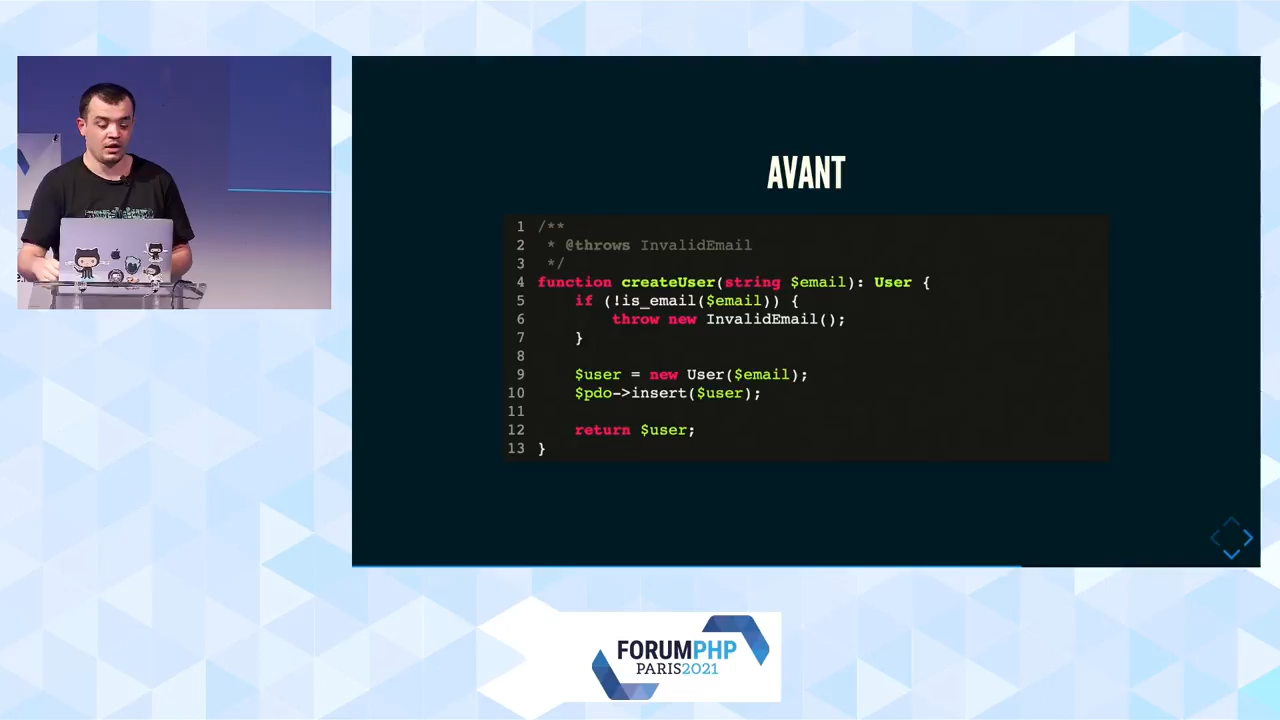 AVANT
1 /**
2  * @throws InvalidEmail
3  */
4 function createUser(string $email): User {
5     if (!is_email($email)) {
6         throw new InvalidEmail();
7     }
8
9     $user = new User($email);
10     $pdo->insert($user);
11
12     return $user;
13 }
FORUMPHP
PARIS2021